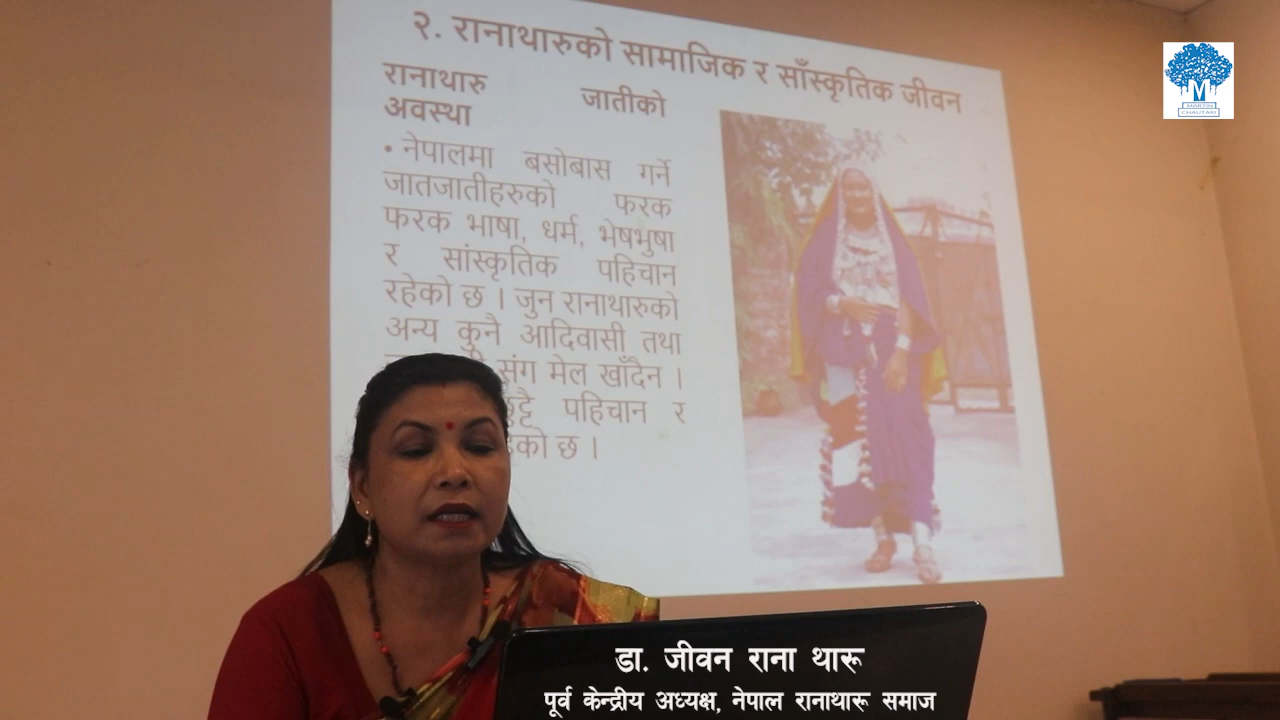 २. रानाथारुको सामाजिक र साँस्कृतिक जीवन
रानाथारु जातीको
अवस्था
• नेपालमा बसोबास गर्ने
जातजातीहरुको फरक
फरक भाषा, धर्म, भेषभुषा
र सांस्कृतिक पहिचान
रहेको छ । जुन रानाथारुको
अन्य कुनै आदिवासी तथा
संग मेल खाँदैन ।
पहिचान र
छ ।
M
MARTIN
CHAUTARI
डा. जीवन राना थारू
पूर्व केन्द्रीय अध्यक्ष, नेपाल रानाथारू समाज